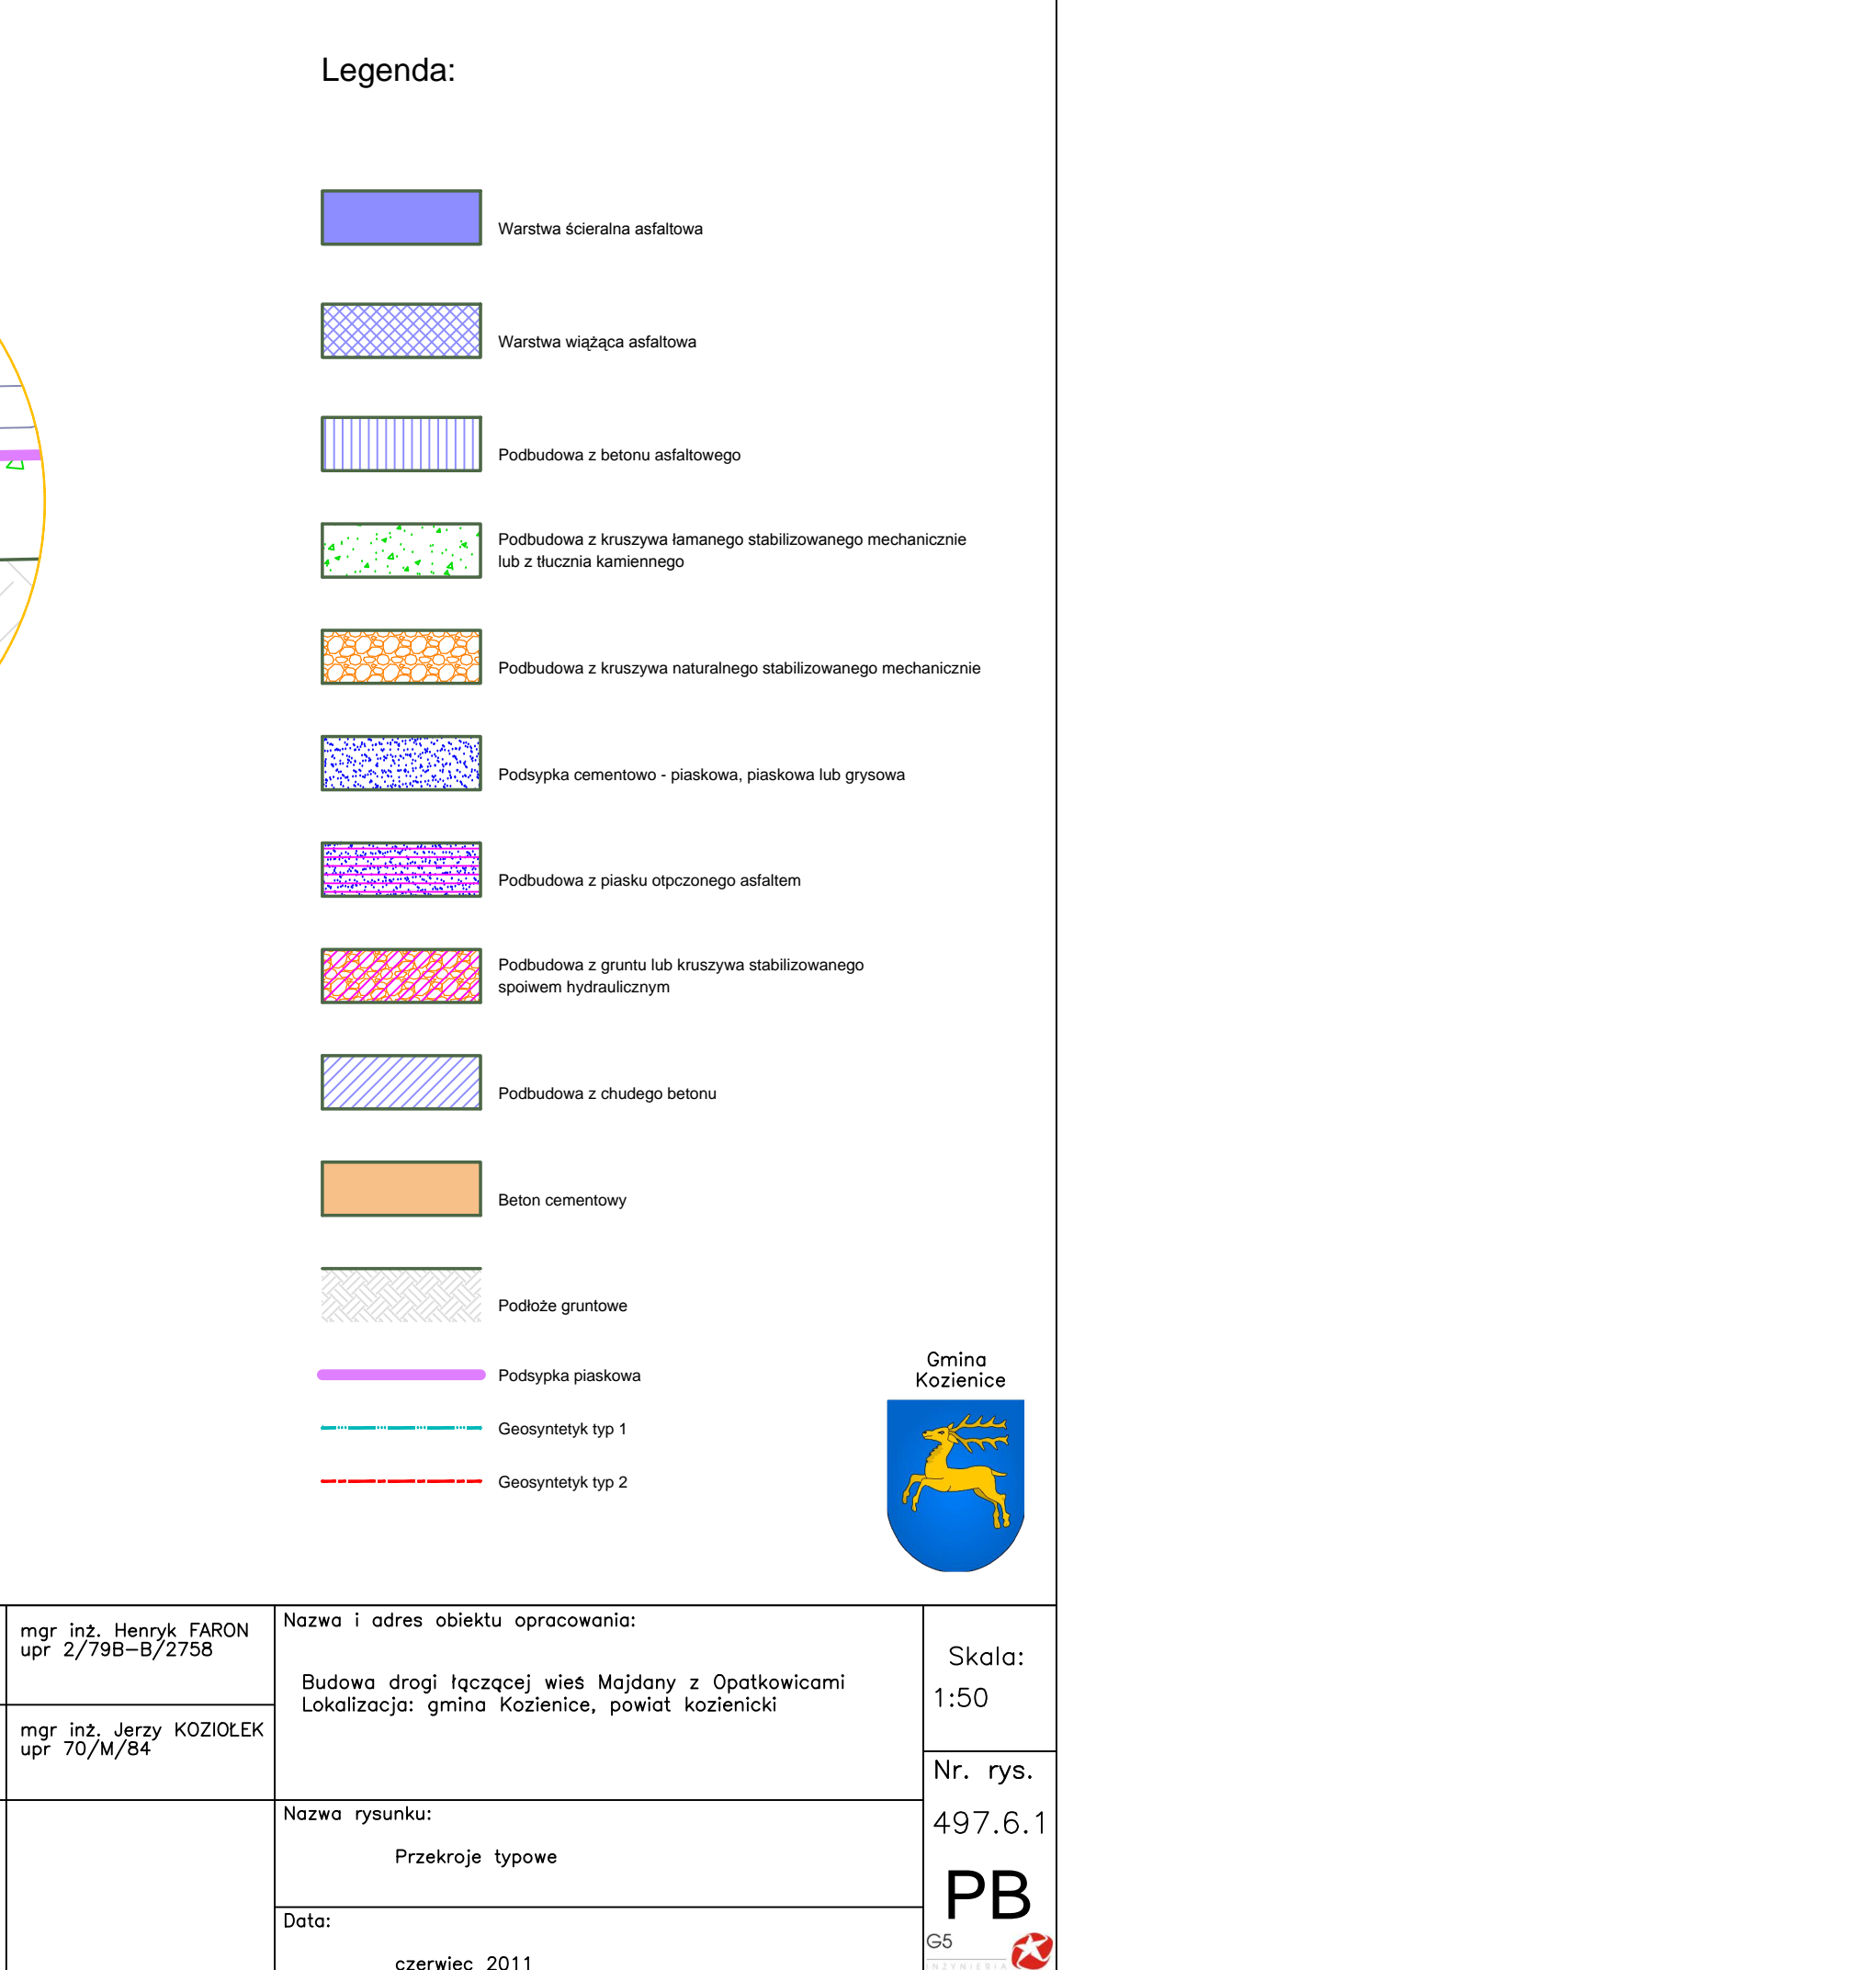 Legenda:
Warstwa ścieralna asfaltowa
Warstwa wiążąca asfaltowa
Podbudowa z betonu asfaltowego
Podbudowa z kruszywa łamanego stabilizowanego mechanicznie
lub z tłucznia kamiennego
Podbudowa z kruszywa naturalnego stabilizowanego mechanicznie
Podsypka cementowo - piaskowa, piaskowa lub grysowa
Podbudowa z piasku otpczonego asfaltem
Podbudowa z gruntu lub kruszywa stabilizowanego
spoiwem hydraulicznym
Podbudowa z chudego betonu
Beton cementowy
Podłoże gruntowe
Podsypka piaskowa
Geosyntetyk typ 1
Geosyntetyk typ 2
Gmina
Kozienice
mgr inż. Henryk FARON
upr 2/79B-B/2758
mgr inż. Jerzy KOZIOŁEK
upr 70/M/84
Nazwa i adres obiektu opracowania:
Budowa drogi łączącej wieś Majdany z Opatkowicami
Lokalizacja: gmina Kozienice, powiat kozienicki
Nazwa rysunku:
Przekroje typowe
Data:
czerwiec 2011
Skala:
1:50
Nr. rys.
497.6.1
PB
G5
INŻYNIERIA